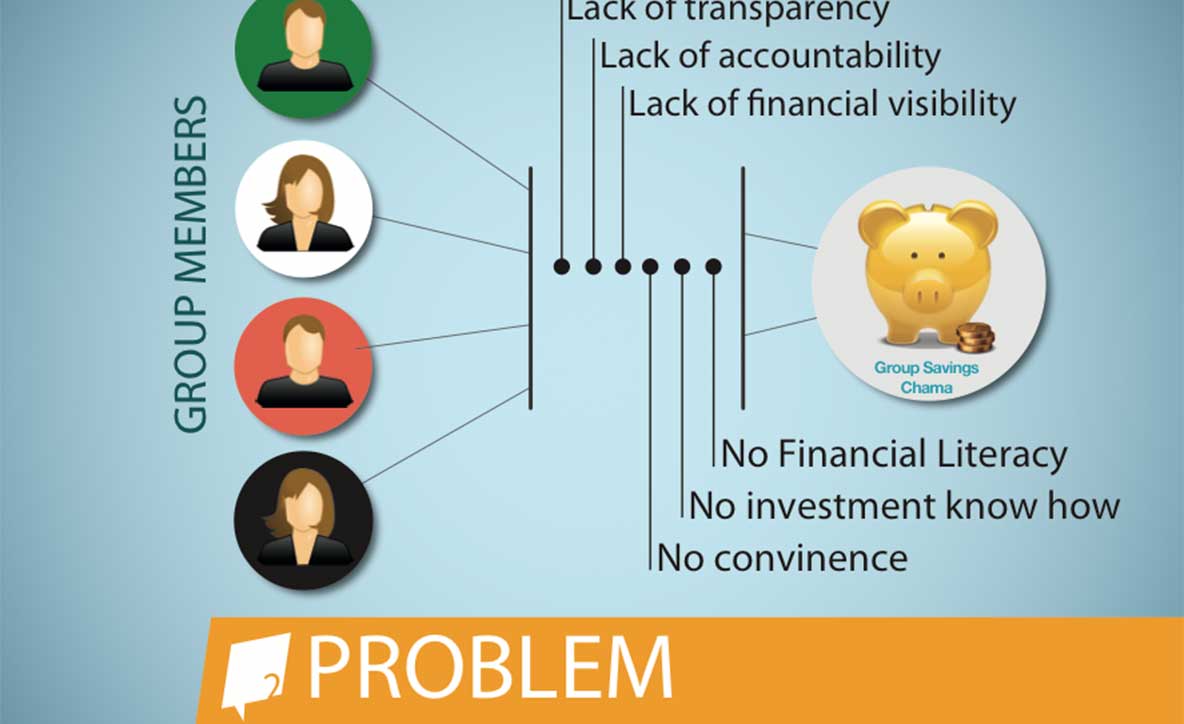 Lack of transparency
Lack of accountability
Lack of financial visibility
GROUP MEMBERS
Group Savings
Chama
No Financial Literacy
No investment know how
No convinence
2
PROBLEM